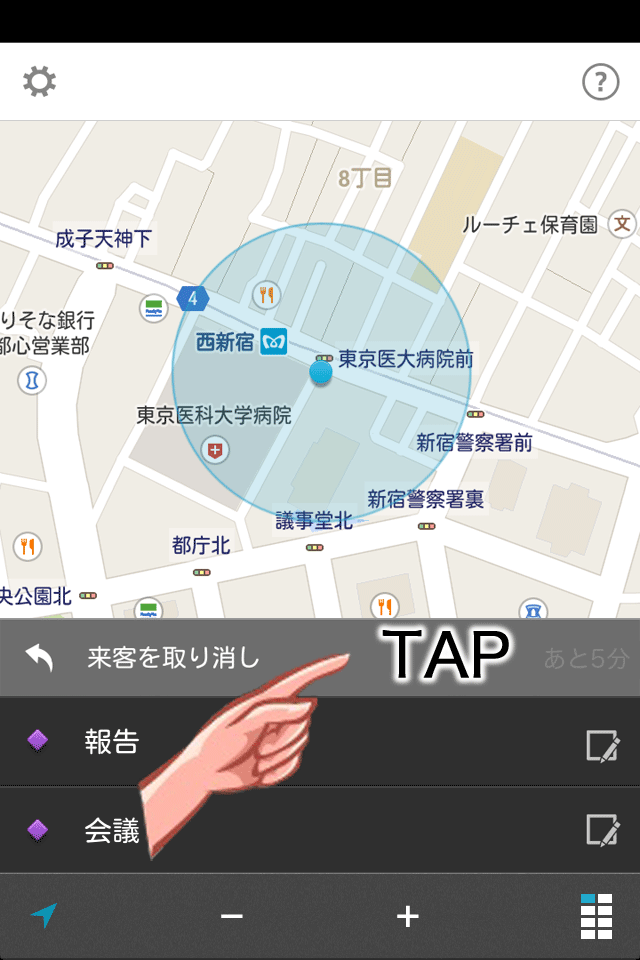 ?
8丁目
ルーチェ保育園
文
成子天神下
4
りそな銀行
都心営業部
西新宿
東京医大病院前
東京医科大学病院
新宿警察署前
新宿警察署裏
議事堂北
都庁北
央公園北
来客を取り消し
TAP
あと5分
報告
会議